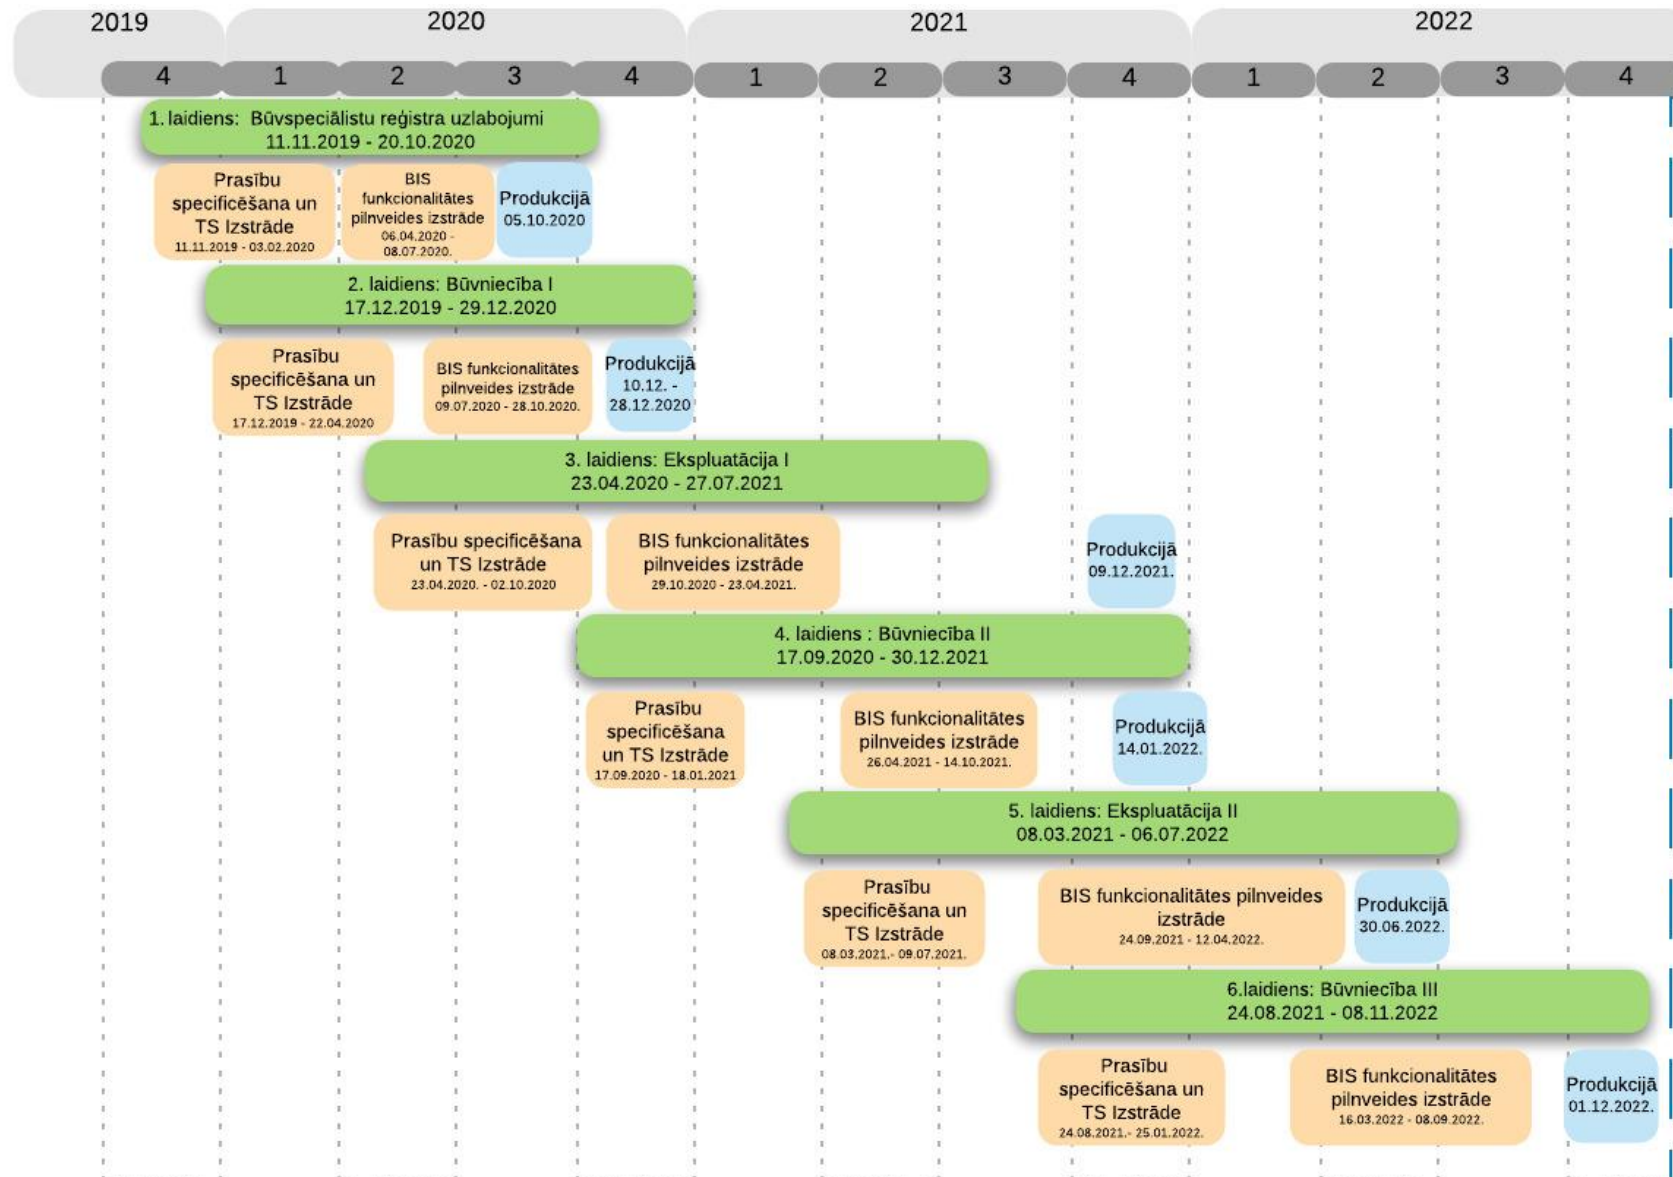 2019
2020
2021
2022
4
1
2
3
4
1
2
3
4
1
2
3
4
1. laidiens: Būvspeciālistu reģistra uzlabojumi
11.11.2019 - 20.10.2020
Prasību
specificēšana un
TS Izstrāde
11.11.2019 - 03.02.2020
BIS
funkcionalitātes
pilnveides izstrāde
06.04.2020 -
08.07.2020.
Produkcijā
05.10.2020
2. laidiens: Būvniecība I
17.12.2019 - 29.12.2020
Prasību
specificēšana un
TS Izstrāde
17.12.2019 - 22.04.2020
BIS funkcionalitātes
pilnveides izstrāde
09.07.2020 - 28.10.2020.
Produkcijā
10.12. -
28.12.2020
3. laidiens: Ekspluatācija I
23.04.2020 - 27.07.2021
Prasību specificēšana
un TS Izstrāde
23.04.2020. - 02.10.2020
BIS funkcionalitātes
pilnveides izstrāde
29.10.2020 - 23.04.2021.
Produkcijā
09.12.2021.
4. laidiens : Būvniecība II
17.09.2020 - 30.12.2021
Prasību
specificēšana
un TS Izstrāde
17.09.2020 - 18.01.2021
BIS funkcionalitātes
pilnveides izstrāde
26.04.2021 - 14.10.2021.
Produkcijā
14.01.2022.
5. laidiens: Ekspluatācija II
08.03.2021 - 06.07.2022
Prasību
specificēšana un
TS Izstrāde
08.03.2021.- 09.07.2021.
BIS funkcionalitātes pilnveides
izstrāde
24.09.2021 - 12.04.2022.
Produkcijā
30.06.2022.
6.laidiens: Būvniecība III
24.08.2021 - 08.11.2022
Prasību
specificēšana un
TS Izstrāde
24.08.2021.- 25.01.2022.
BIS funkcionalitātes
pilnveides izstrāde
16.03.2022 - 08.09.2022.
Produkcijā
01.12.2022.